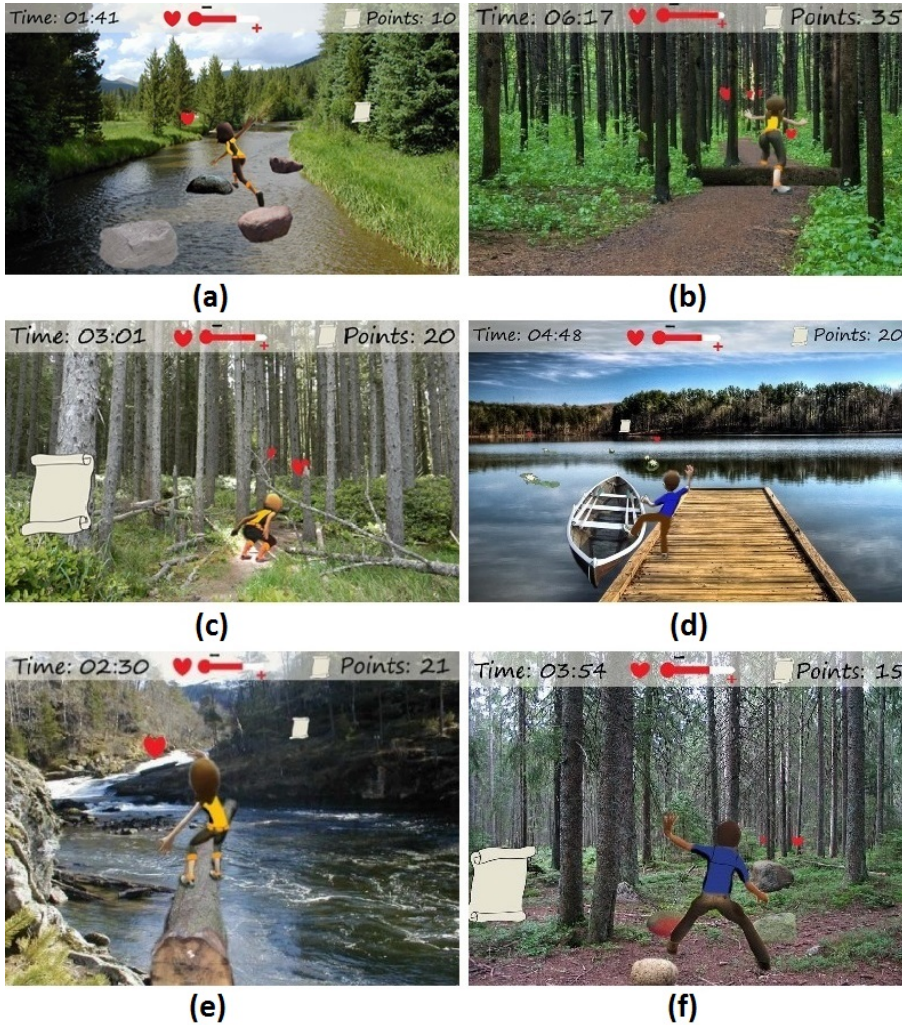 Time: 01:41 Points: 10
Time: 06:17 Points: 35
(a) (b)
Time: 03:01 Points: 20
Time: 04:48 Points: 20
(c) (d)
Time: 02:30 Points: 21
Time: 03:54 Points: 15
(e) (f)